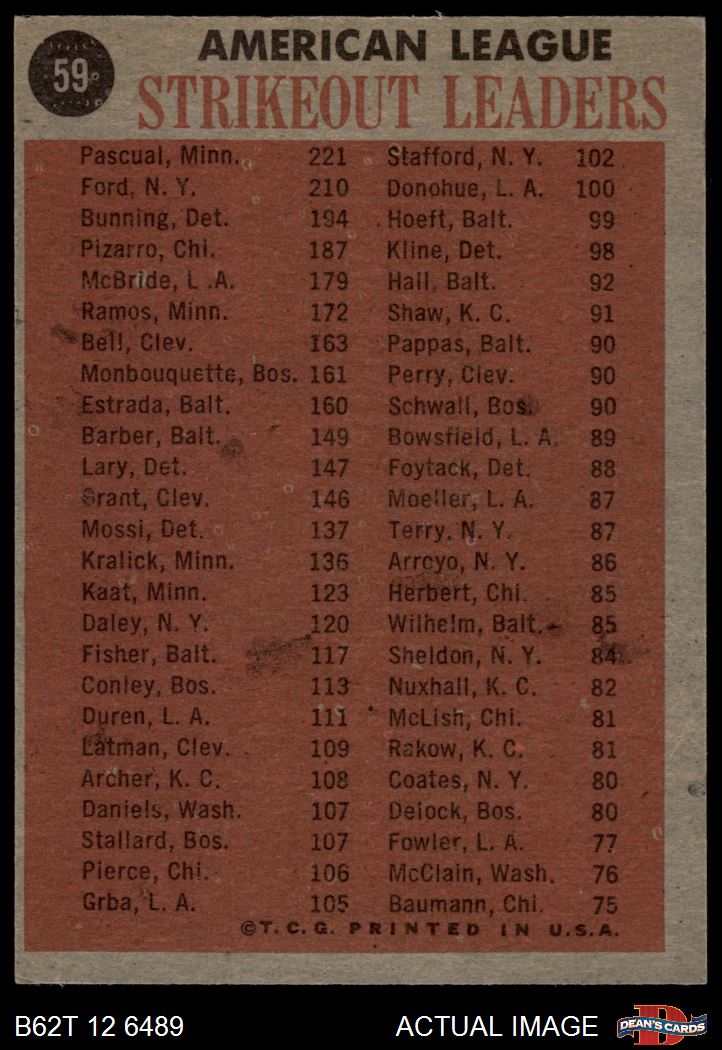 59
AMERICAN LEAGUE
STRIKEOUT LEADERS
Pascual, Minn. 221
Ford, N. Y. 210
Bunning, Det. 194
Pizarro, Chi. 187
McBride, L .A. 179
Ramos, Minn. 172
Bell, Clev. 163
Monbouquette, Bos. 161
Estrada, Balt. 160
Barber, Balt. 149
Lary, Det. 147
Grant, Clev. 146
Mossi, Det. 137
Kralick, Minn. 136
Kaat, Minn. 123
Daley, N. Y. 120
Fisher, Balt. 117
Conley, Bos. 113
Duren, L. A. 111
Latman, Clev. 109
Archer, K. C. 108
Daniels, Wash. 107
Stallard, Bos. 107
Pierce, Chi. 106
Grba, L. A. 105
Stafford, N. Y. 102
Donohue, L. A. 100
Hoeft, Balt. 99
Kline, Det. 98
Hall, Balt. 92
Shaw, K. C. 91
Pappas, Balt. 90
Perry, Clev. 90
Schwall, Bos. 90
Bowsfield, L. A. 89
Foytack, Det. 88
Moeller, L. A. 87
Terry, N. Y. 87
Arroyo, N. Y. 86
Herbert, Chi. 85
Wilhelm, Balt. 85
Sheldon, N. Y. 84
Nuxhall, K. C. 82
McLish, Chi. 81
Rakow, K. C. 81
Coates, N. Y. 80
Delock, Bos. 80
Fowler, L. A. 77
McClain, Wash. 76
Baumann, Chi. 75
©T. C. G. PRINTED IN U.S.A.
B62T 12 6489
ACTUAL IMAGE
D
DEAN'S CARDS